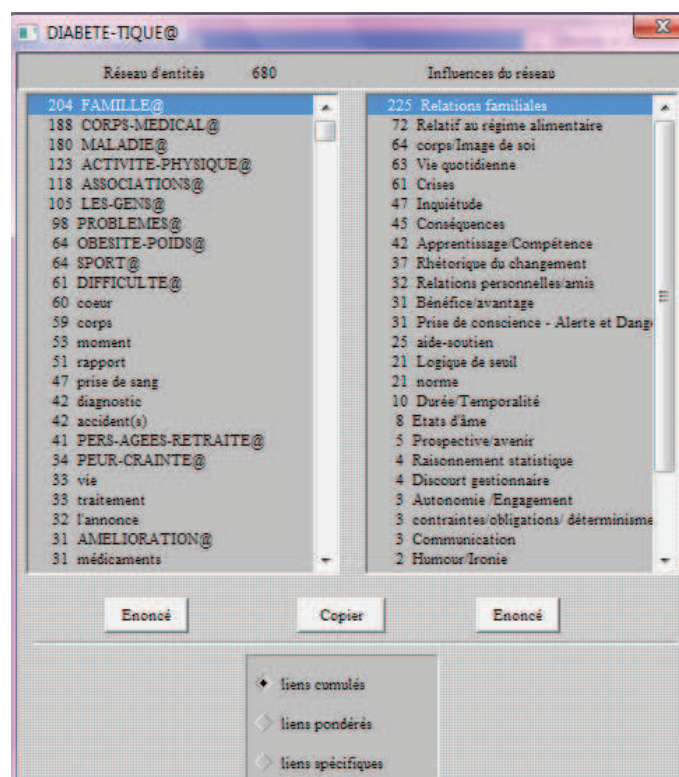 DIABETE-TIQUE@
Réseau d'entités 680
Influences du réseau
204 FAMILLE@
188 CORPS-MEDICAL@
180 MALADIE@
123 ACTIVITE-PHYSIQUE@
118 ASSOCIATIONS@
105 LES-GENS@
98 PROBLEMES@
64 OBESITE-POIDS@
64 SPORT@
61 DIFFICULTE@
60 coeur
59 corps
53 moment
51 rapport
47 prise de sang
42 diagnostic
42 accident(s)
41 PERS-AGEES-RETRAITE@
34 PEUR-CRAINTE@
33 vie
33 traitement
32 l'annonce
31 AMELIORATION@
31 médicaments
225 Relations familiales
72 Relatif au régime alimentaire
64 corps/Image de soi
63 Vie quotidienne
61 Crises
47 Inquiétude
45 Conséquences
42 Apprentissage/Compétence
37 Rhétorique du changement
32 Relations personnelles/amis
31 Bénéfice/avantage
31 Prise de conscience - Alerte et Dang
25 aide-soutien
21 Logique de seuil
21 norme
10 Durée/Temporalité
8 Etats d'âme
5 Prospective/avenir
4 Raisonnement statistique
4 Discourt gestionnaire
3 Autonomie /Engagement
3 contraintes/obligations/ déterminisme
3 Communication
2 Humour/Ironie
Enoncé
Copier
Enoncé
liens cumulés
liens pondérés
liens spécifiques